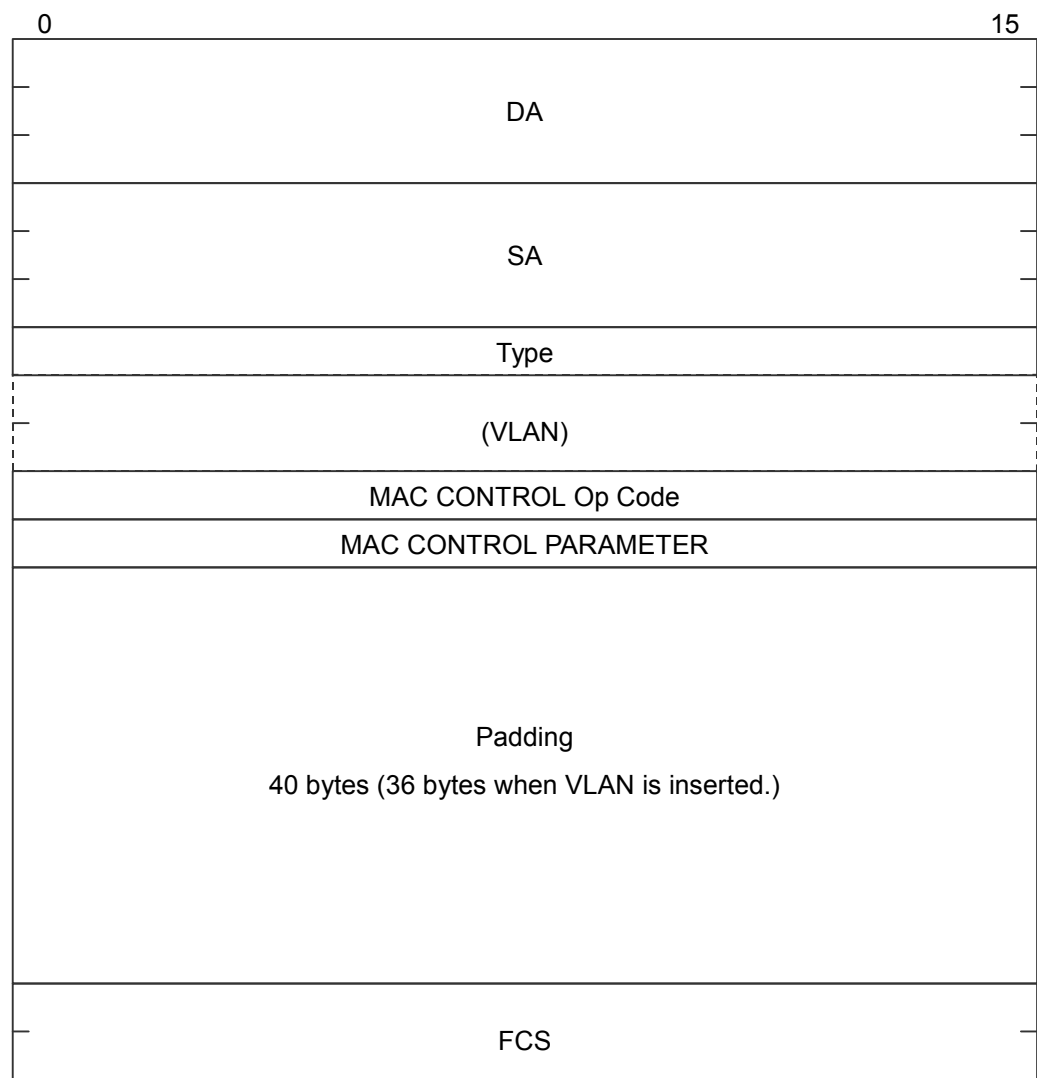 0 15
DA
SA
Type
(VLAN)
MAC CONTROL Op Code
MAC CONTROL PARAMETER
Padding
40 bytes (36 bytes when VLAN is inserted.)
FCS